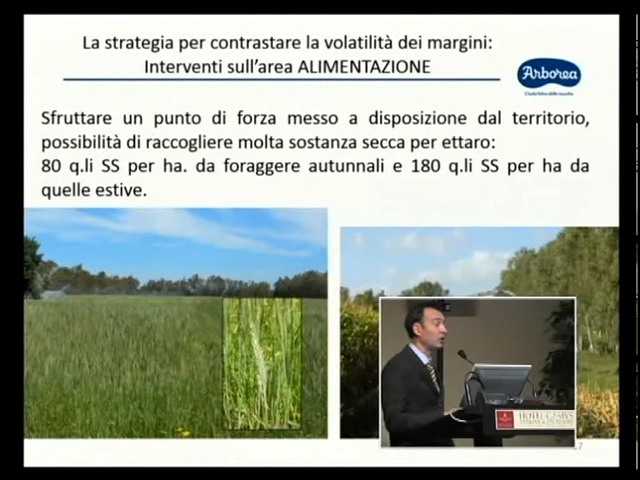 La strategia per contrastare la volatilità dei margini:
Interventi sull'area ALIMENTAZIONE
Arborea
Sfruttare un punto di forza messo a disposizione dal territorio,
possibilità di raccogliere molta sostanza secca per ettaro:
80 q.li SS per ha. da foraggere autunnali e 180 q.li SS per ha da
quelle estive.